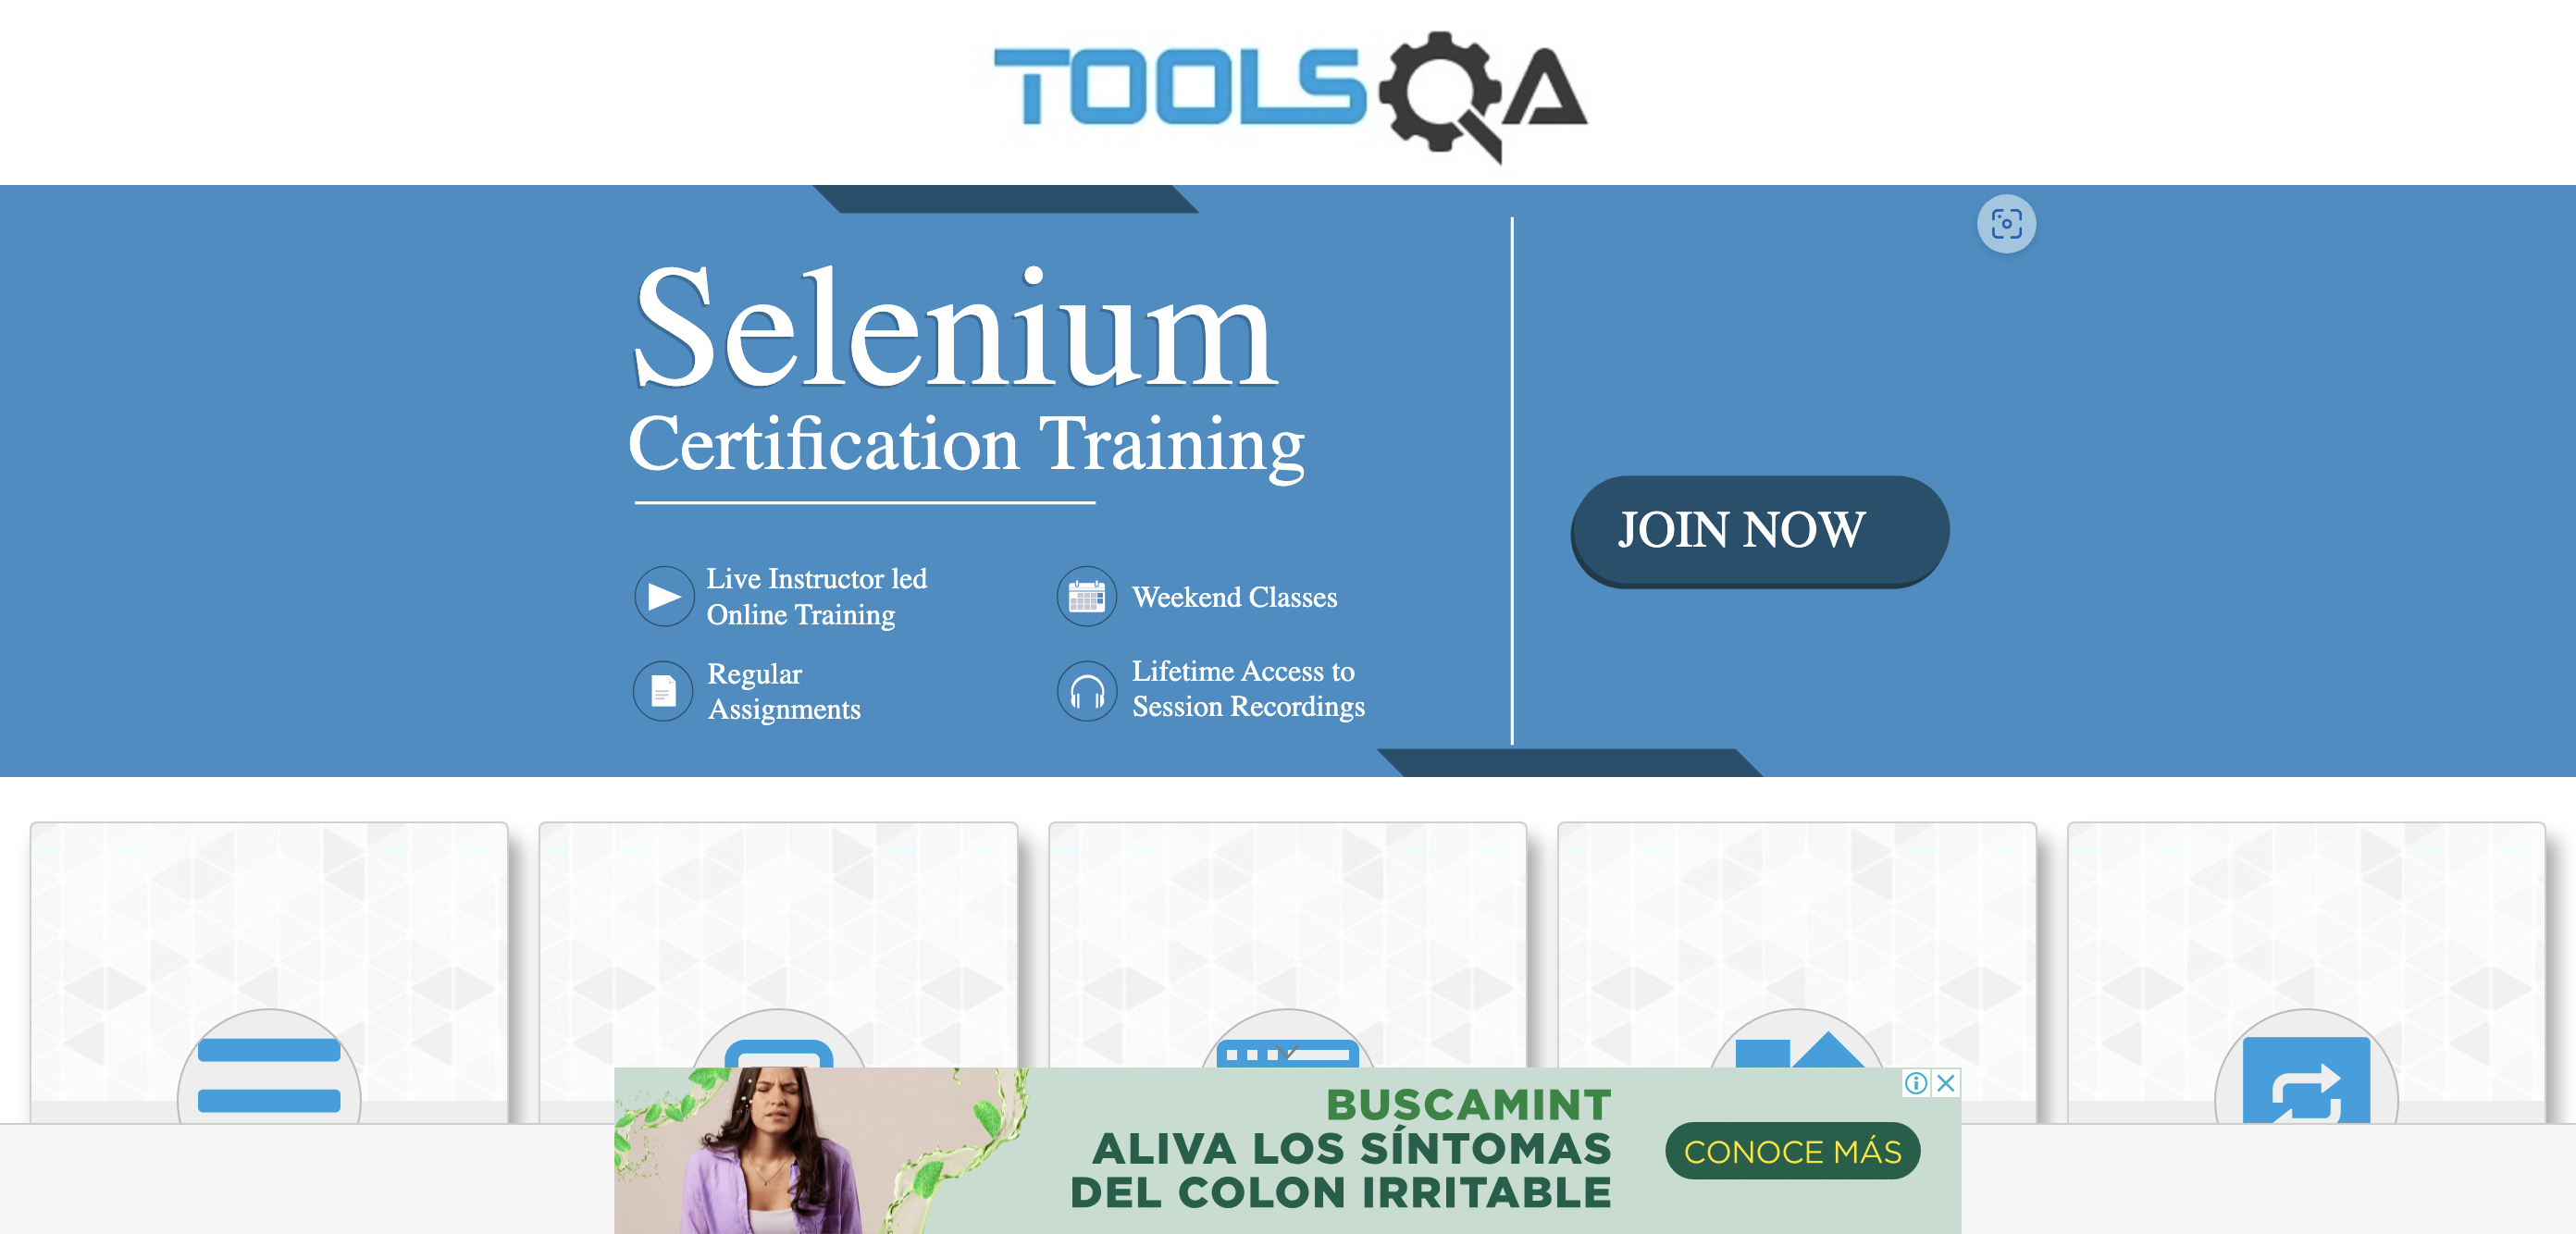 TOOLSQA
Selenium
Certification Training
JOIN NOW
Live Instructor led
Online Training
Weekend Classes
Regular
Assignments
Lifetime Access to
Session Recordings
BUSCAMINT
ALIVA LOS SÍNTOMAS
DEL COLON IRRITABLE
CONOCE MÁS